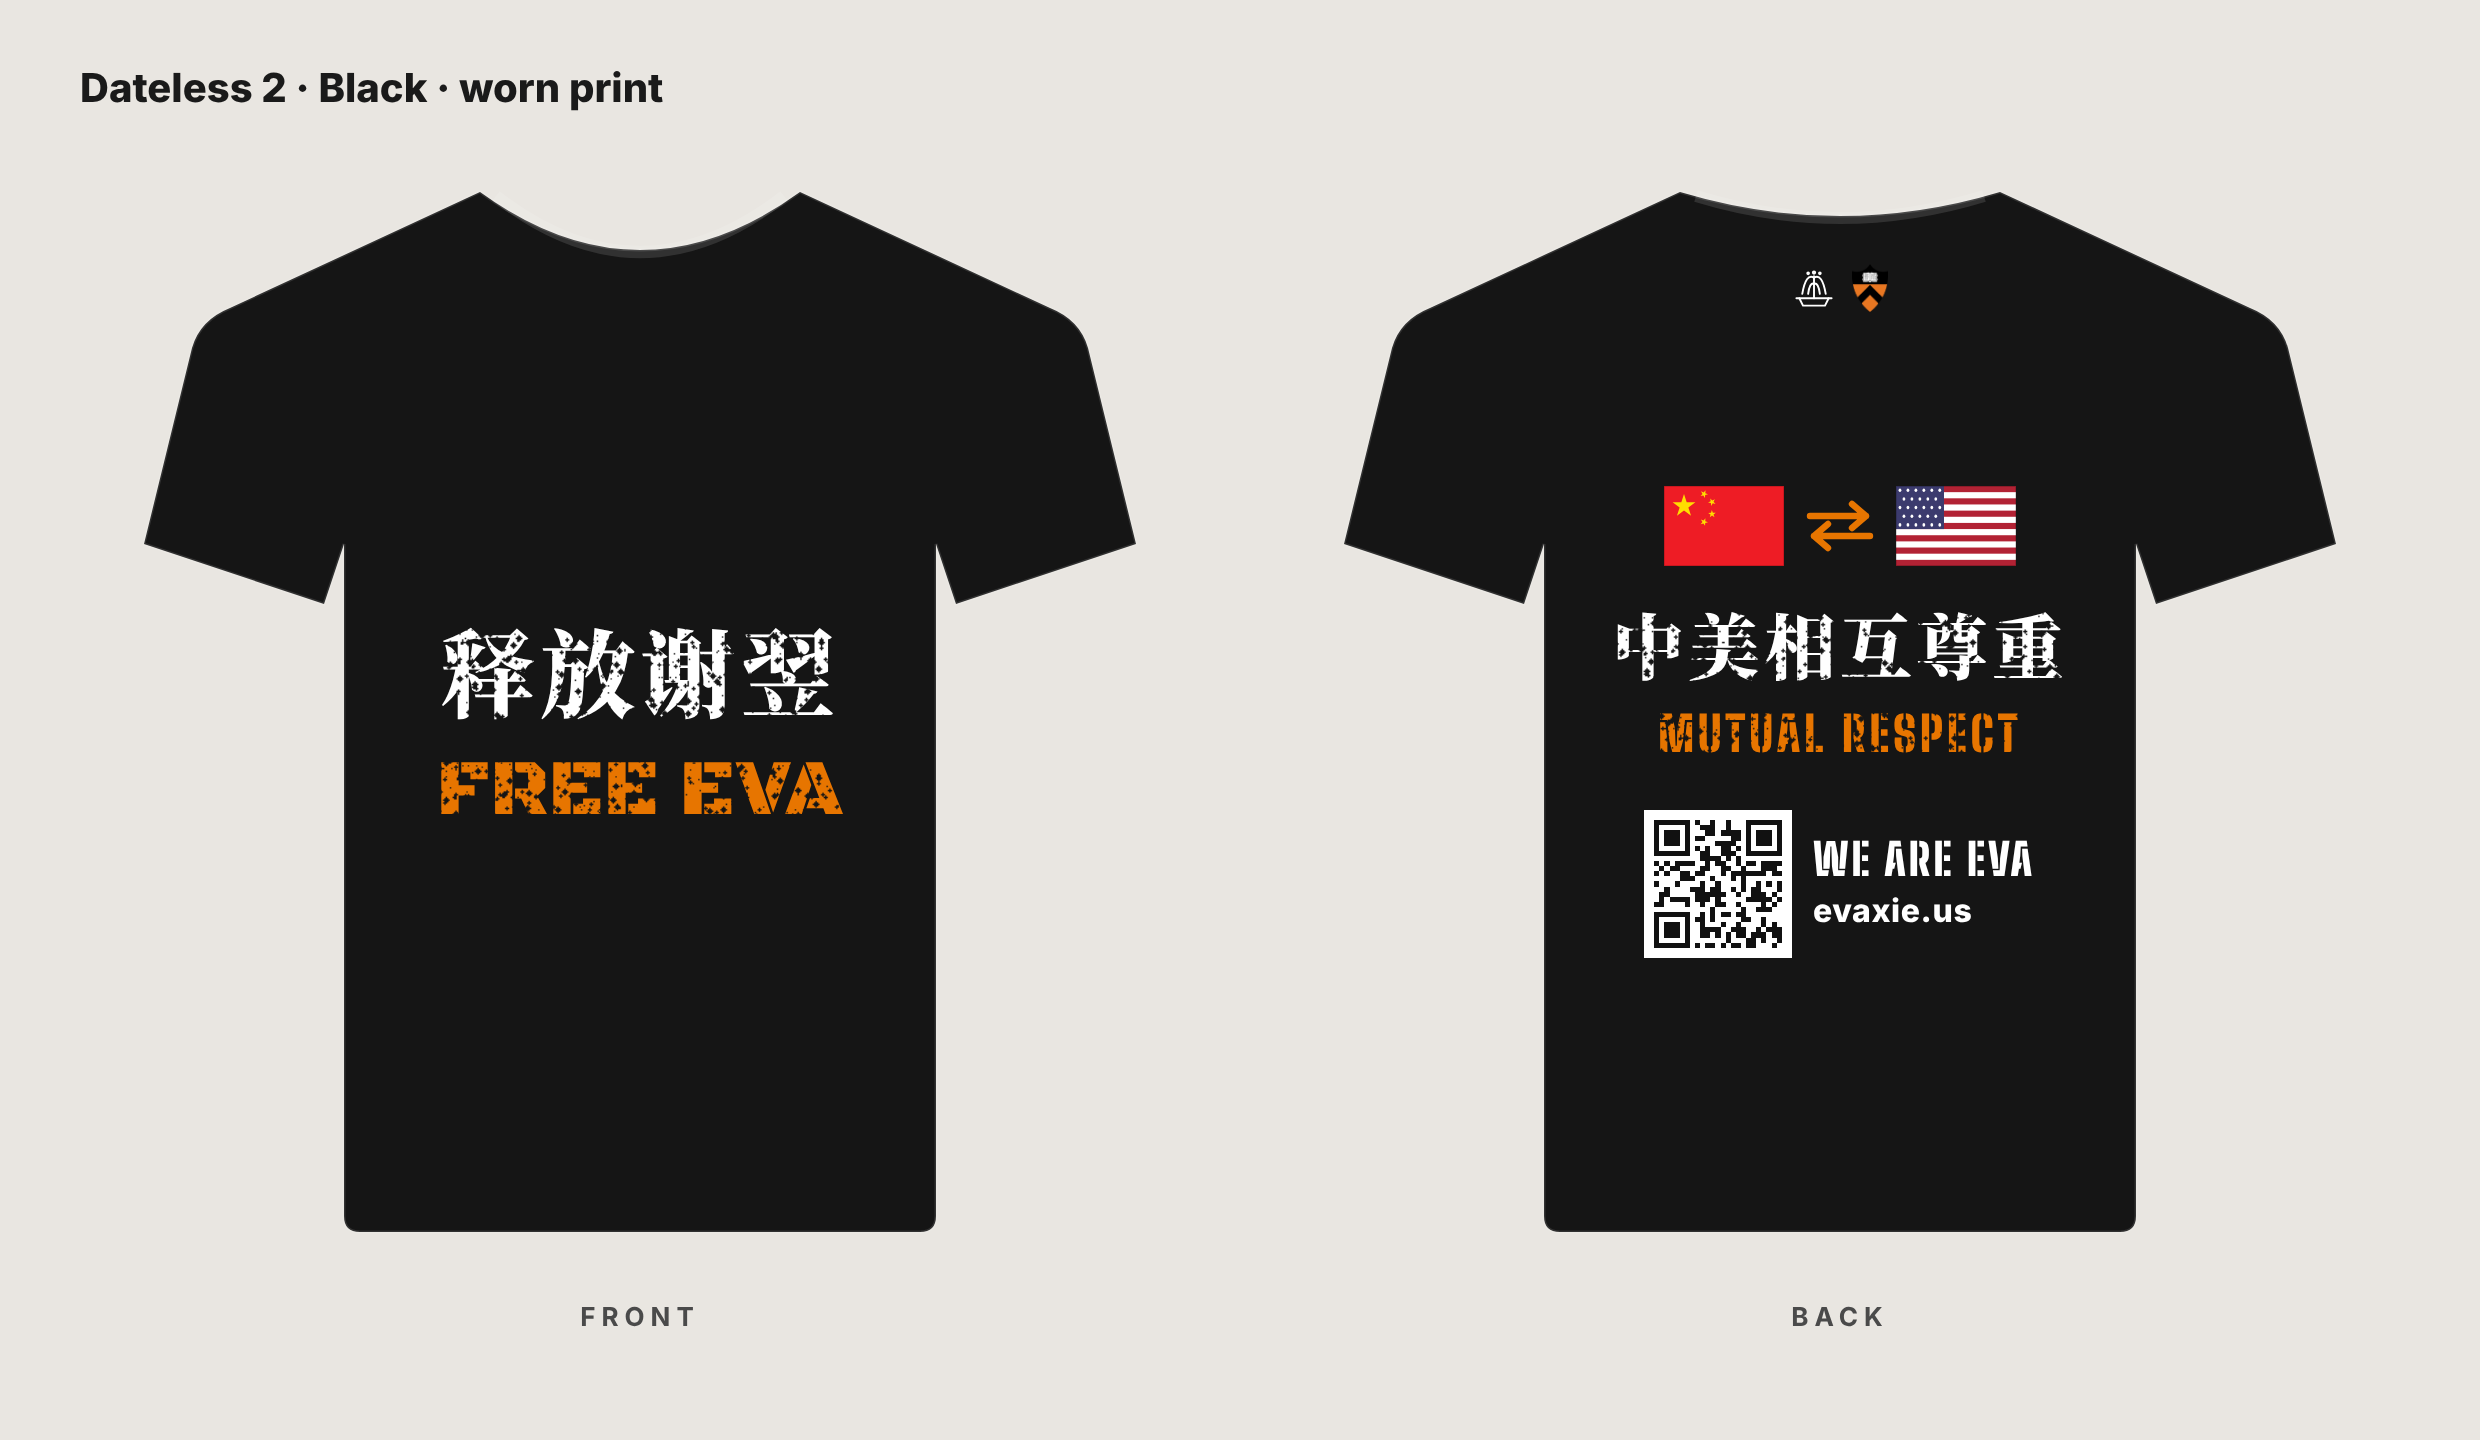 Dateless 2 · Black · worn print
释放谢翌
FREE EVA
中美相互尊重
MUTUAL RESPECT
WE ARE EVA
evaxie.us
FRONT
BACK